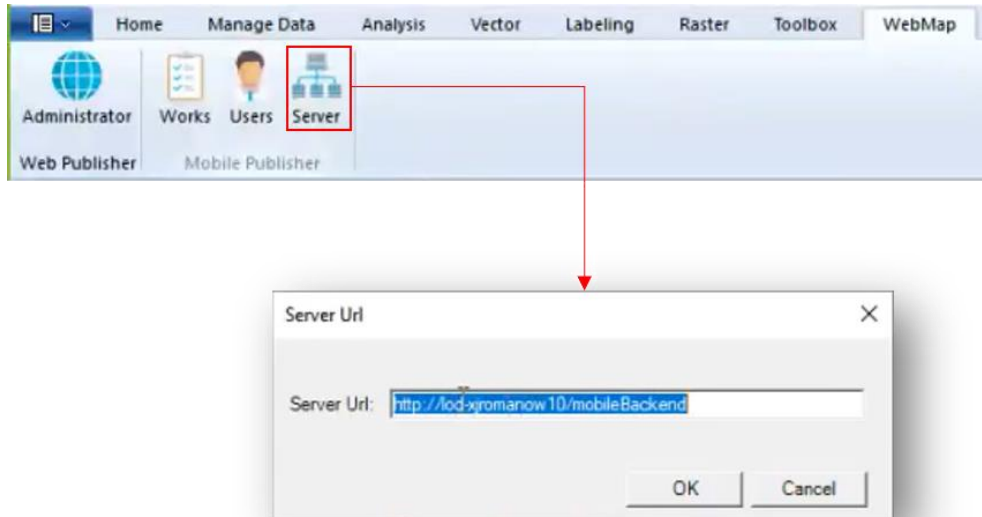 Home Manage Data Analysis Vector Labeling Raster Toolbox WebMap
Administrator Works Users Server
Web Publisher Mobile Publisher
Server Url
Server Url: http://lod-xjromanow10/mobileBackend
OK Cancel